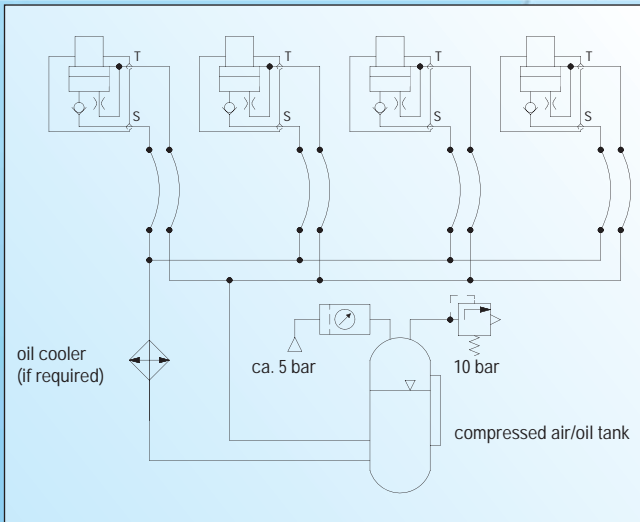 T
T
T
T
S
S
S
S
oil cooler
(if required)
ca. 5 bar
10 bar
compressed air/oil tank